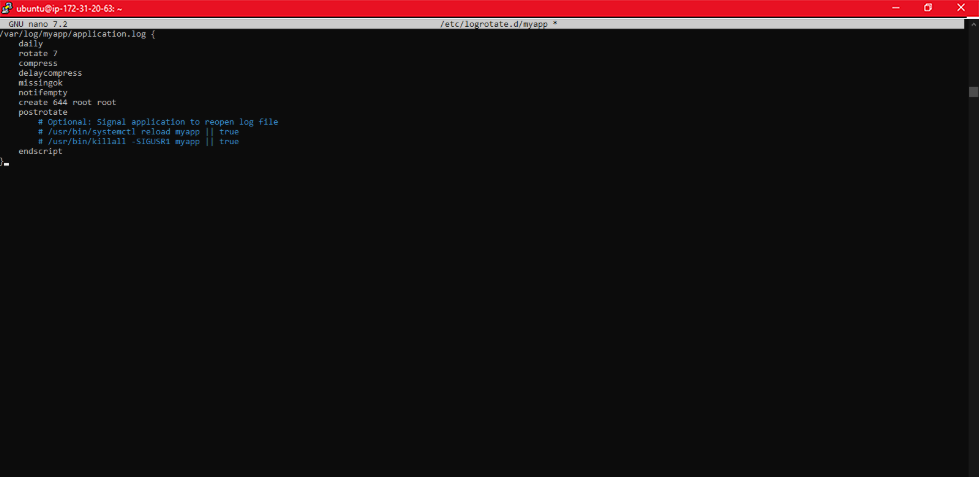 ubuntu@ip-172-31-20-63: ~
GNU nano 7.2 /etc/logrotate.d/myapp *
/var/log/myapp/application.log {
    daily
    rotate 7
    compress
    delaycompress
    missingok
    notifempty
    create 644 root root
    postrotate
        # Optional: Signal application to reopen log file
        # /usr/bin/systemctl reload myapp || true
        # /usr/bin/killall -SIGUSR1 myapp || true
    endscript
}